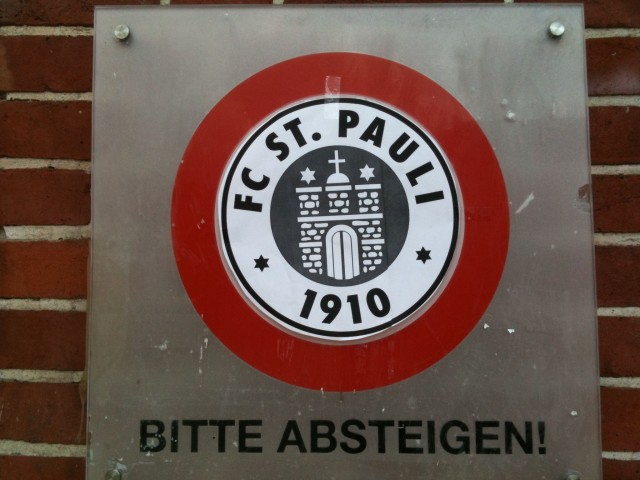 FC ST. PAULI
1910
BITTE ABSTEIGEN!